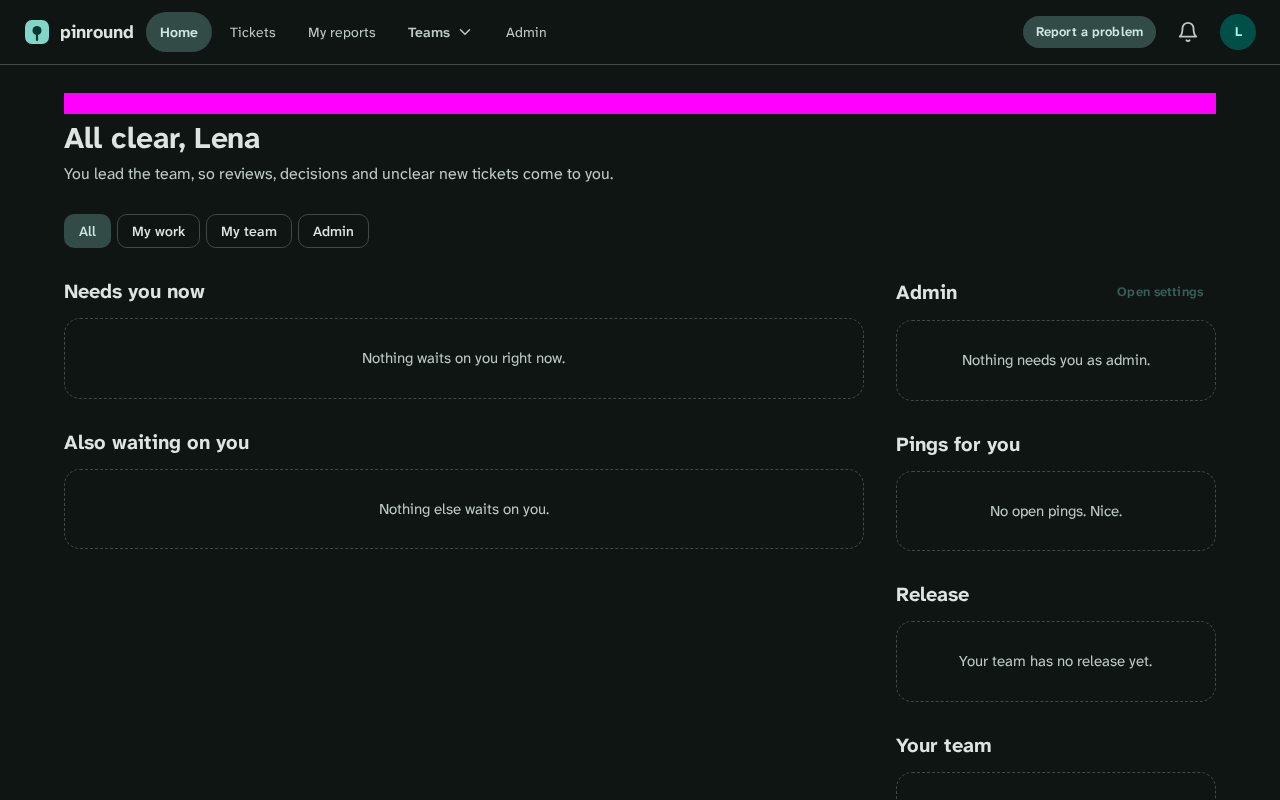 pinround
Home
Tickets
My reports
Teams
Admin
Report a problem
L
All clear, Lena
You lead the team, so reviews, decisions and unclear new tickets come to you.
All
My work
My team
Admin
Needs you now
Nothing waits on you right now.
Also waiting on you
Nothing else waits on you.
Admin
Open settings
Nothing needs you as admin.
Pings for you
No open pings. Nice.
Release
Your team has no release yet.
Your team